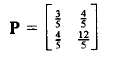 P = [ 3/5 4/5
4/5 12/5 ]